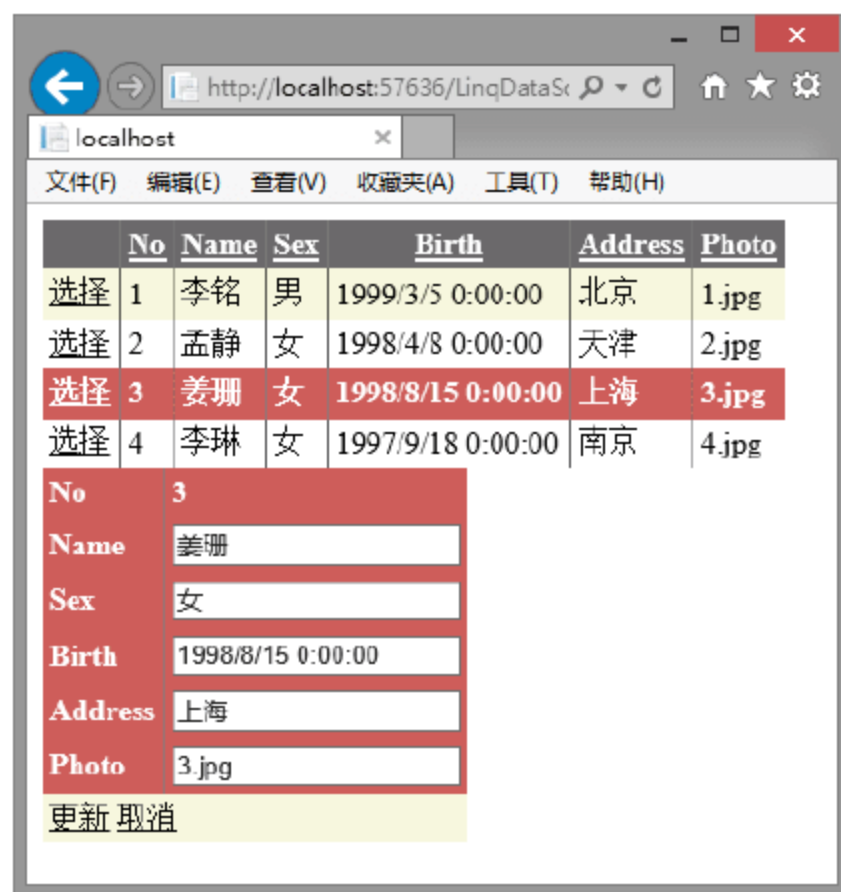 http://localhost:57636/LinqDataSc
localhost
文件(F) 编辑(E) 查看(V) 收藏夹(A) 工具(T) 帮助(H)
No Name Sex Birth Address Photo
选择 1 李铭 男 1999/3/5 0:00:00 北京 1.jpg
选择 2 孟静 女 1998/4/8 0:00:00 天津 2.jpg
选择 3 姜珊 女 1998/8/15 0:00:00 上海 3.jpg
选择 4 李琳 女 1997/9/18 0:00:00 南京 4.jpg
No 3
Name 姜珊
Sex 女
Birth 1998/8/15 0:00:00
Address 上海
Photo 3.jpg
更新 取消